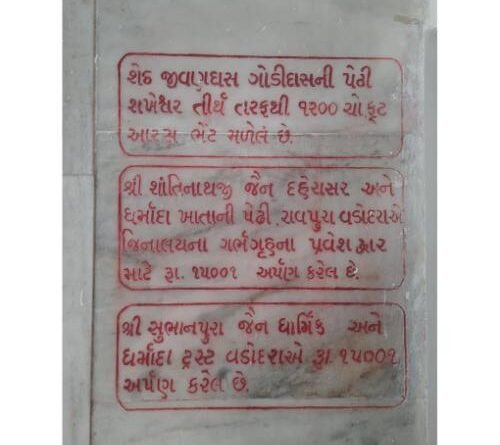 શેઠ જીવણદાસ ગોડીદાસની પેઢી
શખેશ્વર તીર્થ તરફથી ૧૨૦૦ ચો.ફૂટ
આરસ ભેંટ મળેલ છે.
શ્રી શાંતિનાથજી જૈન દહેરાસર અને
ધર્માદા ખાતાની પેઢી રાવપુરા વડોદરાએ
જિનાલયના ગર્ભગૃહના પ્રવેશ દ્વાર
માટે રૂા. ૧૫૦૦૧ અર્પણ કરેલ છે.
શ્રી સુભાનપુરા જૈન ધાર્મિક અને
ધર્માદા ટ્રસ્ટ વડોદરાએ રૂા ૧૫૦૦૧
અર્પણ કરેલ છે.